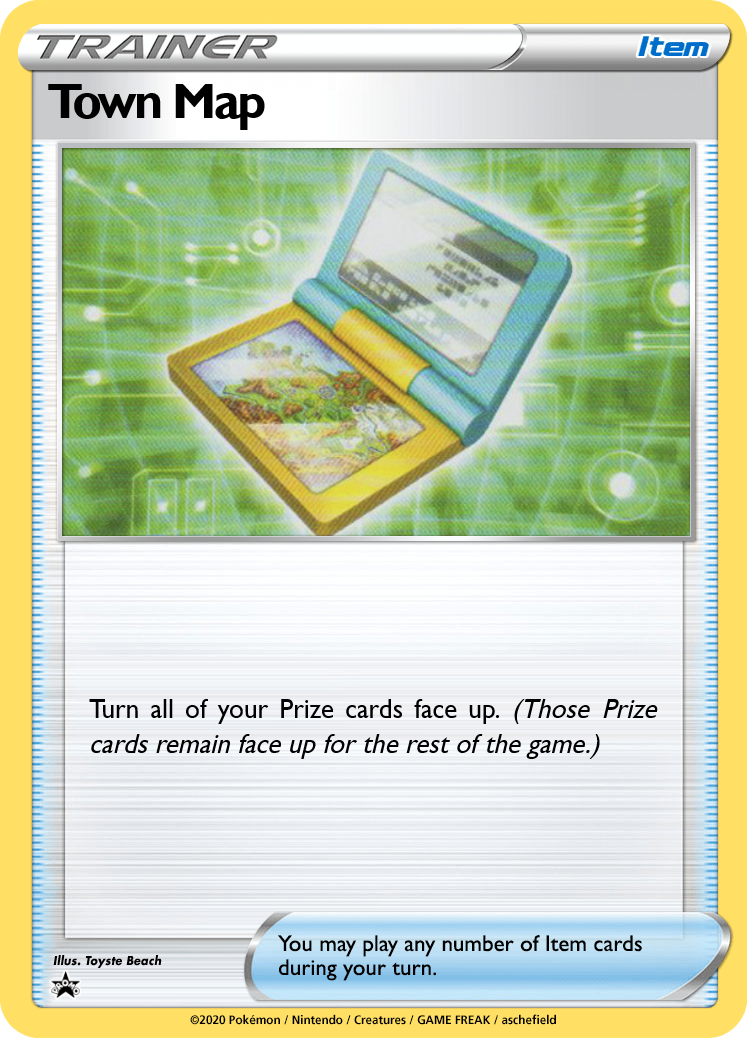 TRAINER
Item
Town Map
Turn all of your Prize cards face up. (Those Prize
cards remain face up for the rest of the game.)
You may play any number of Item cards
during your turn.
Illus. Toyste Beach
©2020 Pokémon / Nintendo / Creatures / GAME FREAK / aschefield